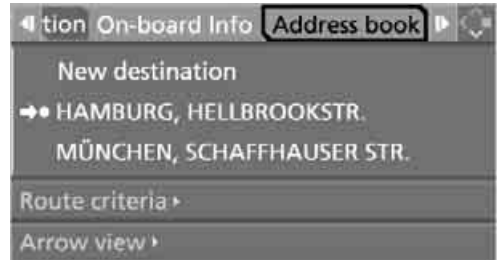 tion On-board Info Address book
New destination
HAMBURG, HELLBROOKSTR.
MÜNCHEN, SCHAFFHAUSER STR.
Route criteria
Arrow view